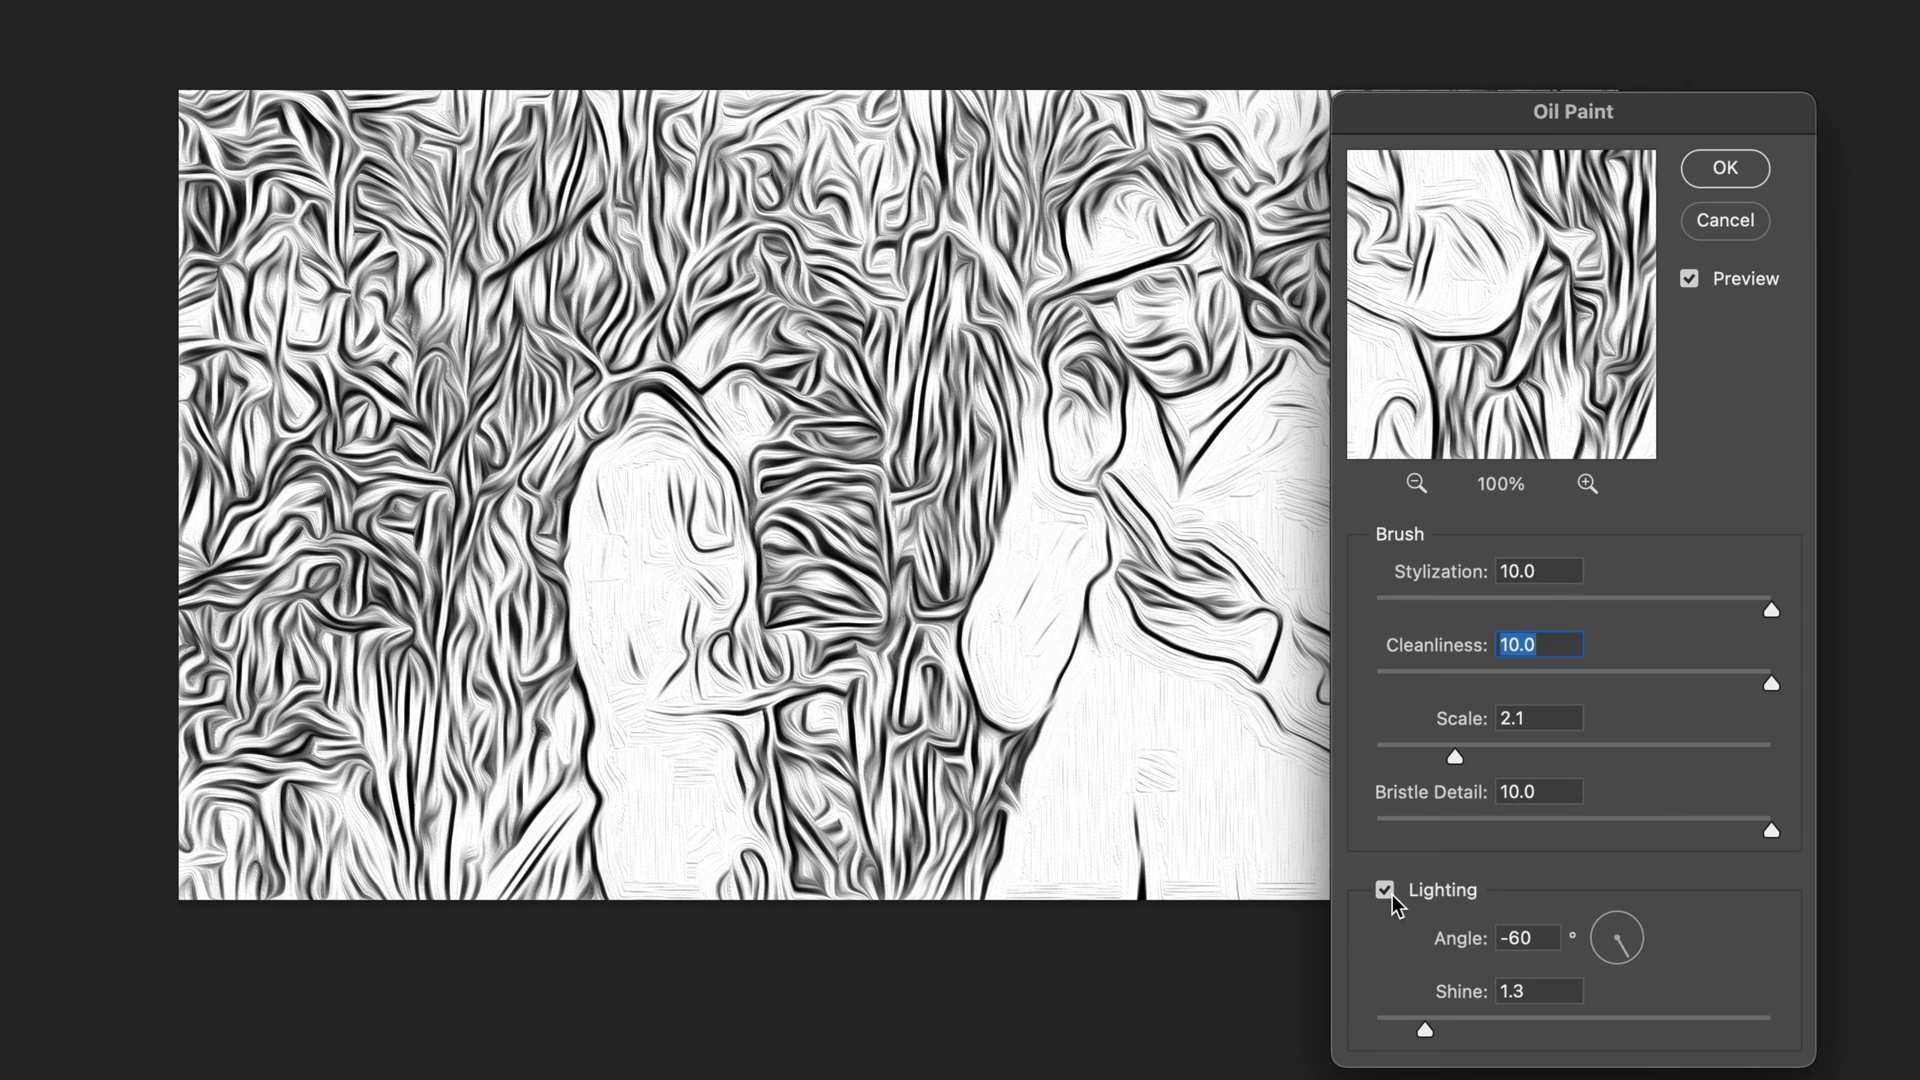 Oil Paint
OK
Cancel
Preview
100%
Brush
Stylization: 10.0
Cleanliness: 10.0
Scale: 2.1
Bristle Detail: 10.0
Lighting
Angle: -60 °
Shine: 1.3